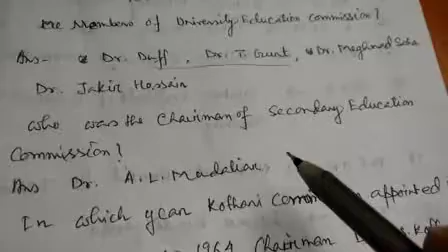 the Members of University Education Commission?
Ans- Dr. Duff, Dr. T. Gunt, Dr. Meghnad Saha
Dr. Jakir Hossain
Who was the Chairman of Secondary Education
Commission?
Ans Dr. A. L. Mudaliar,
In which year Kothari Commission appointed
1964 Chairman